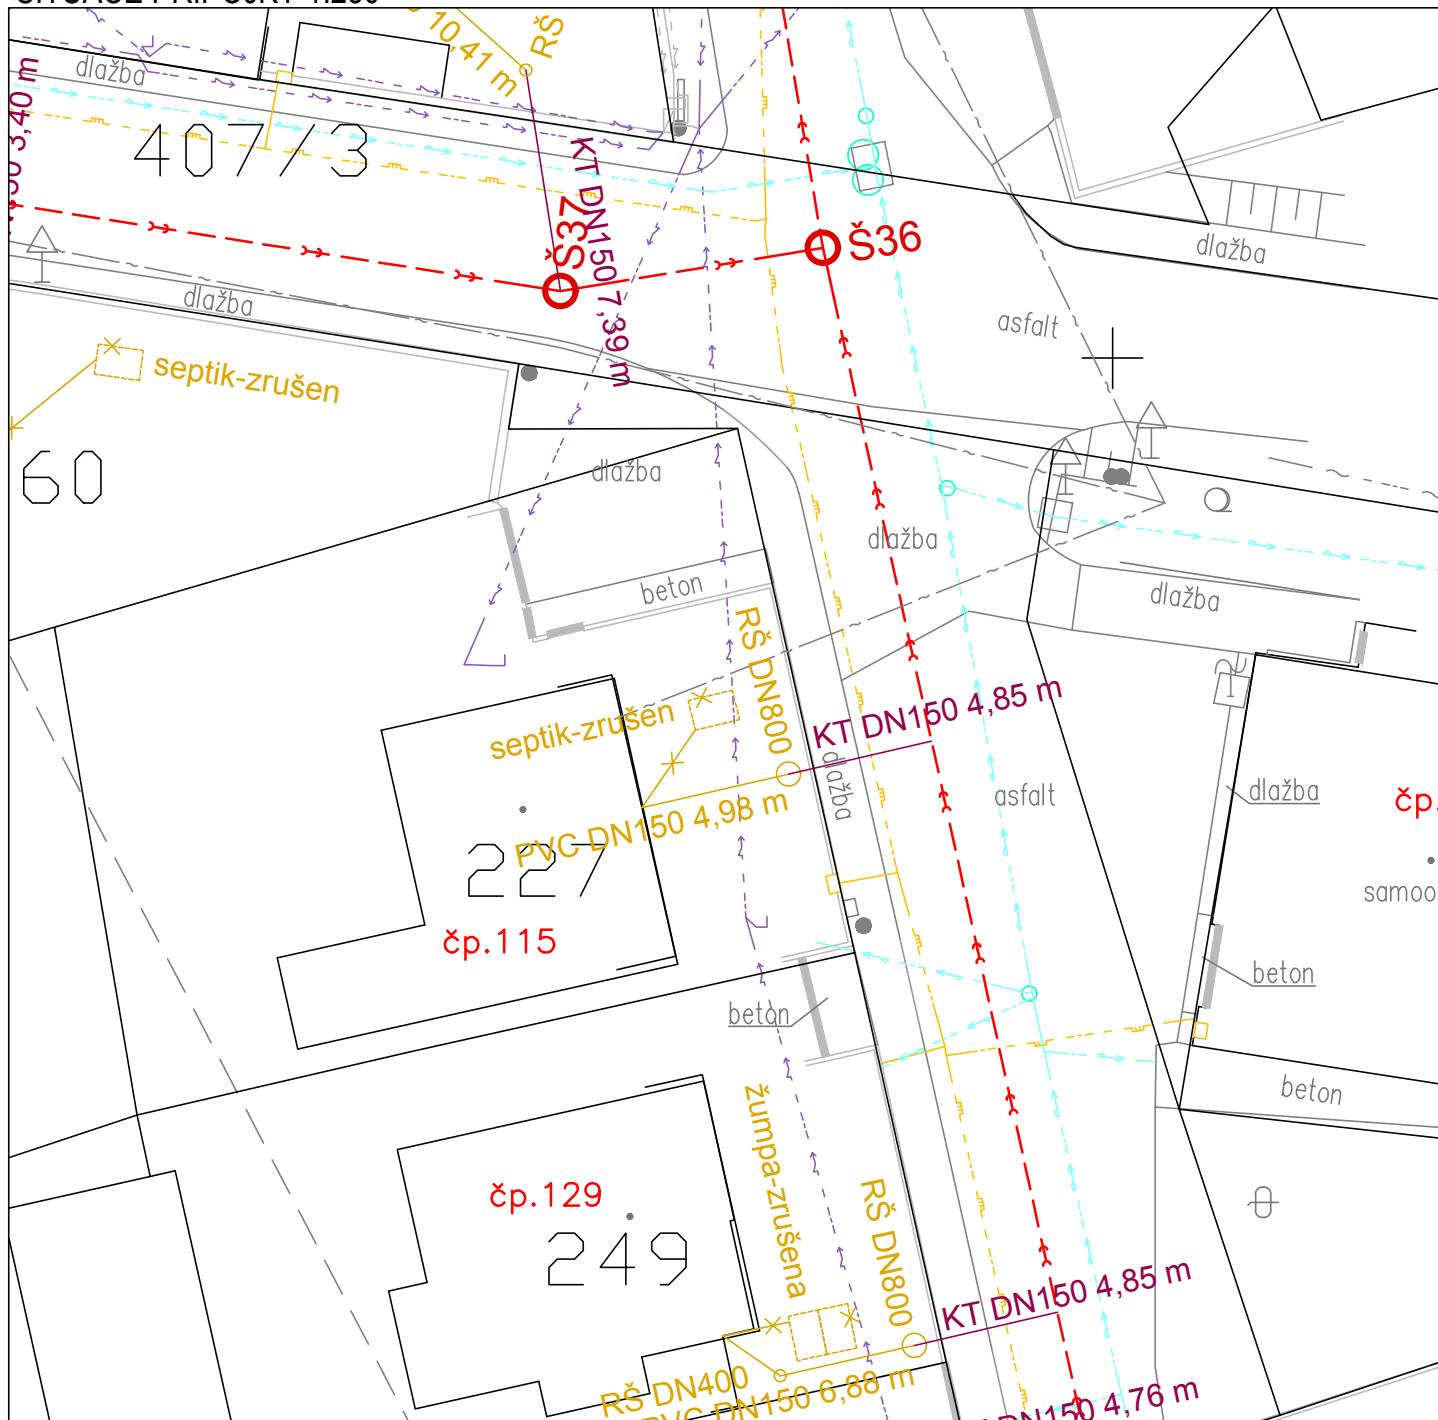 10,41 m
RŠ
dlažba
3,40 m
407/3
KT DN150 7,39 m
Š37
Š36
dlažba
dlažba
asfalt
septik-zrušen
60
dlažba
dlažba
beton
dlažba
RŠ DN800
KT DN150 4,85 m
septik-zrušen
dlažba
asfalt
dlažba
čp.
PVC DN150 4,98 m
227
samoo
čp.115
beton
beton
beton
žumpa-zrušena
čp.129
RŠ DN800
249
KT DN150 4,85 m
RŠ DN400
PVC DN150 6,88 m
DN150 4,76 m